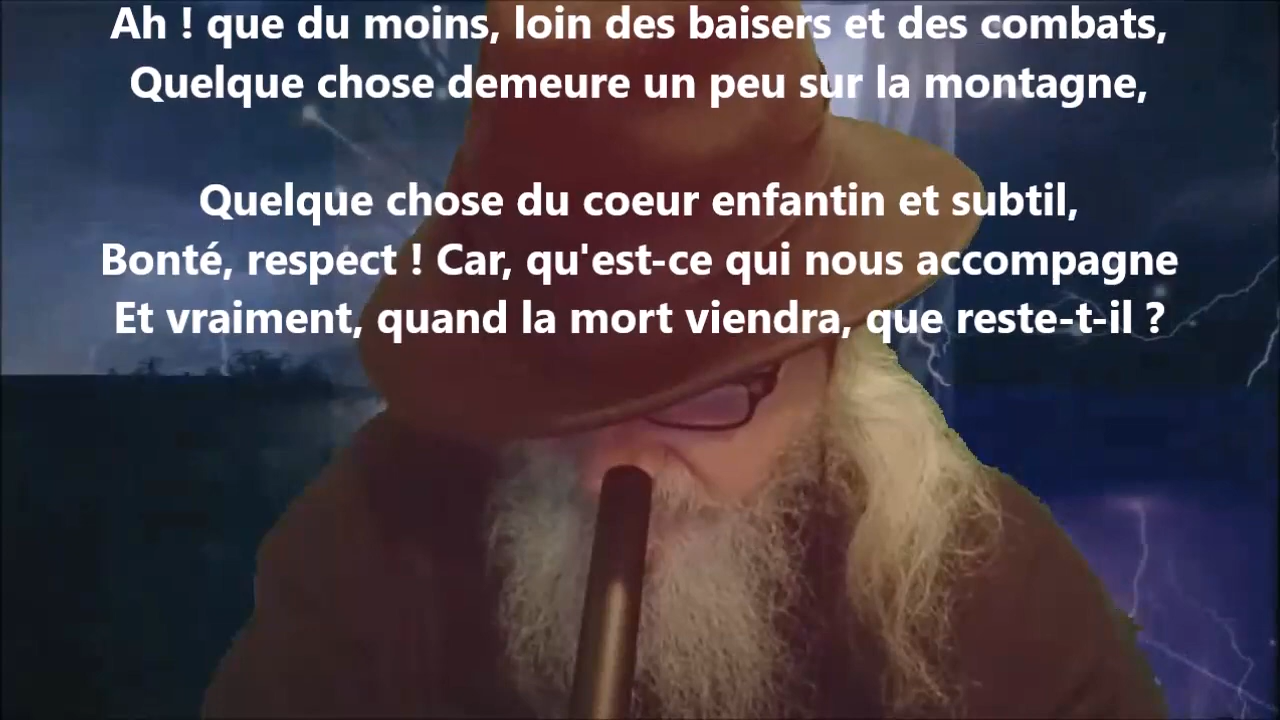 Ah ! que du moins, loin des baisers et des combats,
Quelque chose demeure un peu sur la montagne,
Quelque chose du coeur enfantin et subtil,
Bonté, respect ! Car, qu'est-ce qui nous accompagne
Et vraiment, quand la mort viendra, que reste-t-il ?